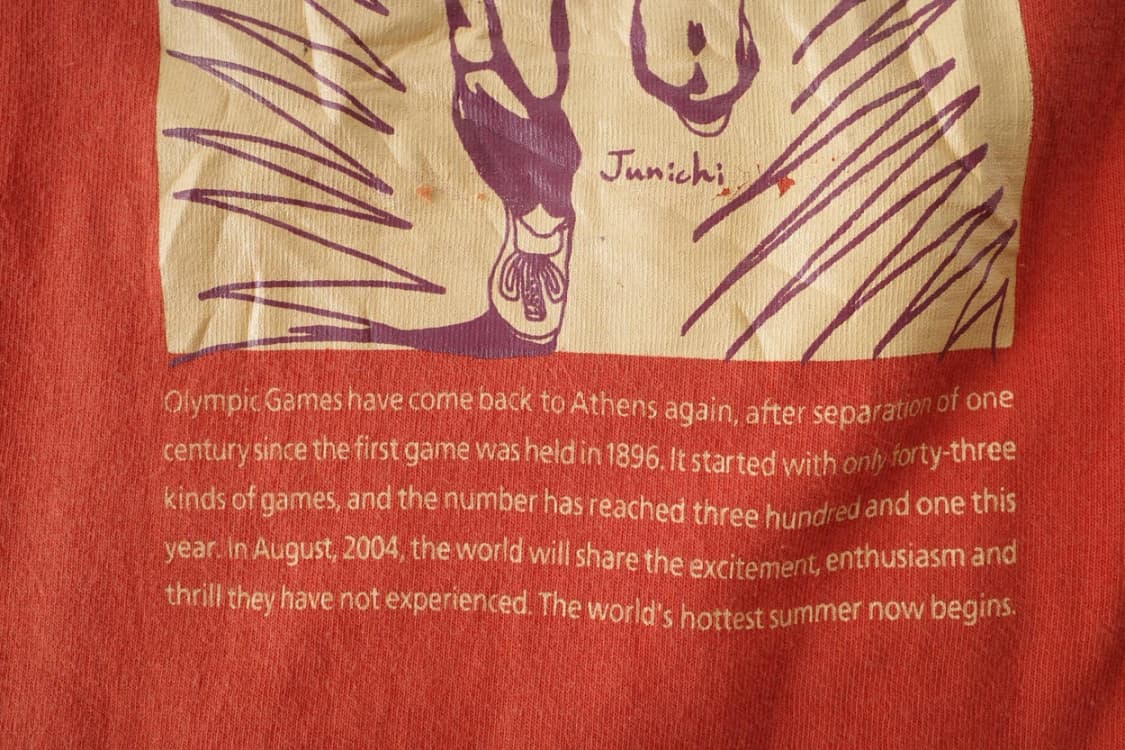 Junichi
Olympic Games have come back to Athens again, after separation of one
century since the first game was held in 1896. It started with only forty-three
kinds of games, and the number has reached three hundred and one this
year. In August, 2004, the world will share the excitement, enthusiasm and
thrill they have not experienced. The world's hottest summer now begins.